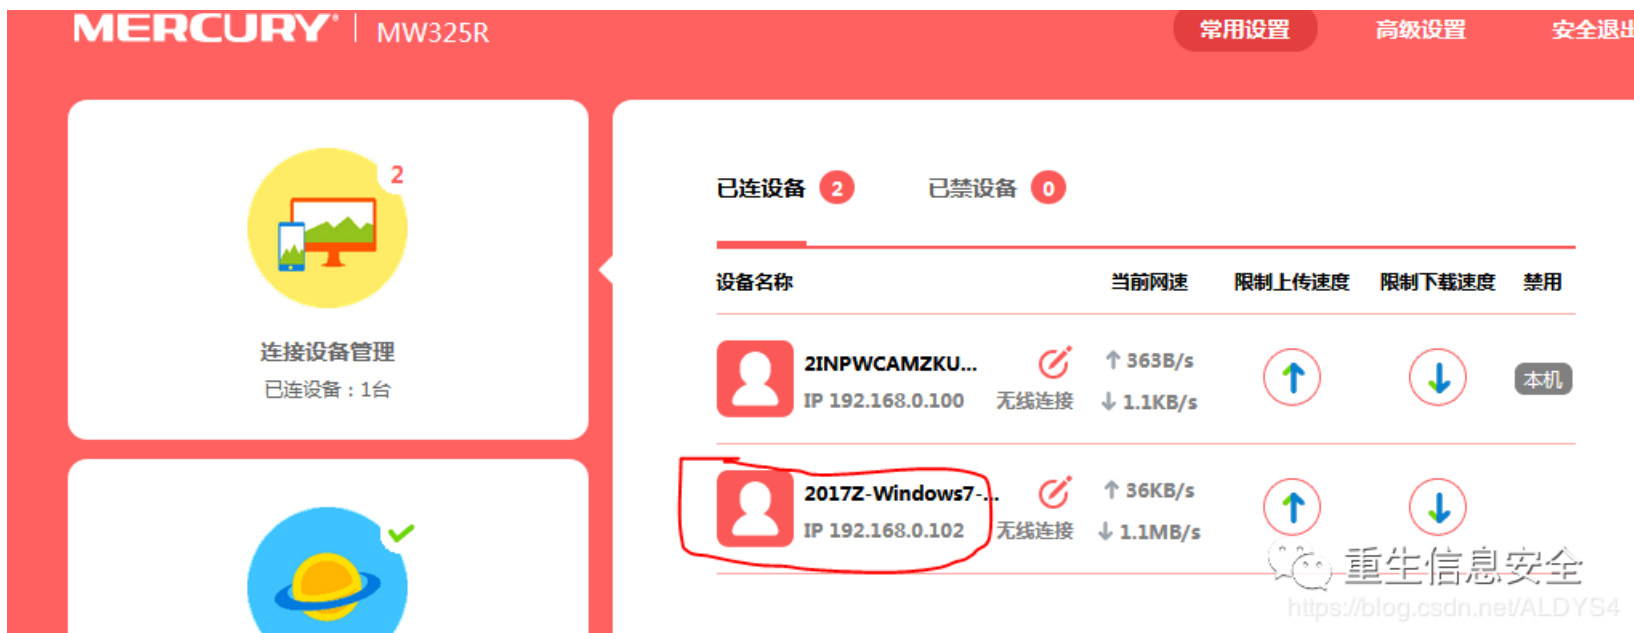 MERCURY® | MW325R
常用设置
高级设置
安全退出
2
连接设备管理
已连设备：1台
已连设备 2
已禁设备 0
设备名称 当前网速 限制上传速度 限制下载速度 禁用
2INPWCAMZKU... ↑ 363B/s
IP 192.168.0.100 无线连接 ↓ 1.1KB/s
本机
2017Z-Windows7-... ↑ 36KB/s
IP 192.168.0.102 无线连接 ↓ 1.1MB/s
重生信息安全
https://blog.csdn.net/ALDYS4